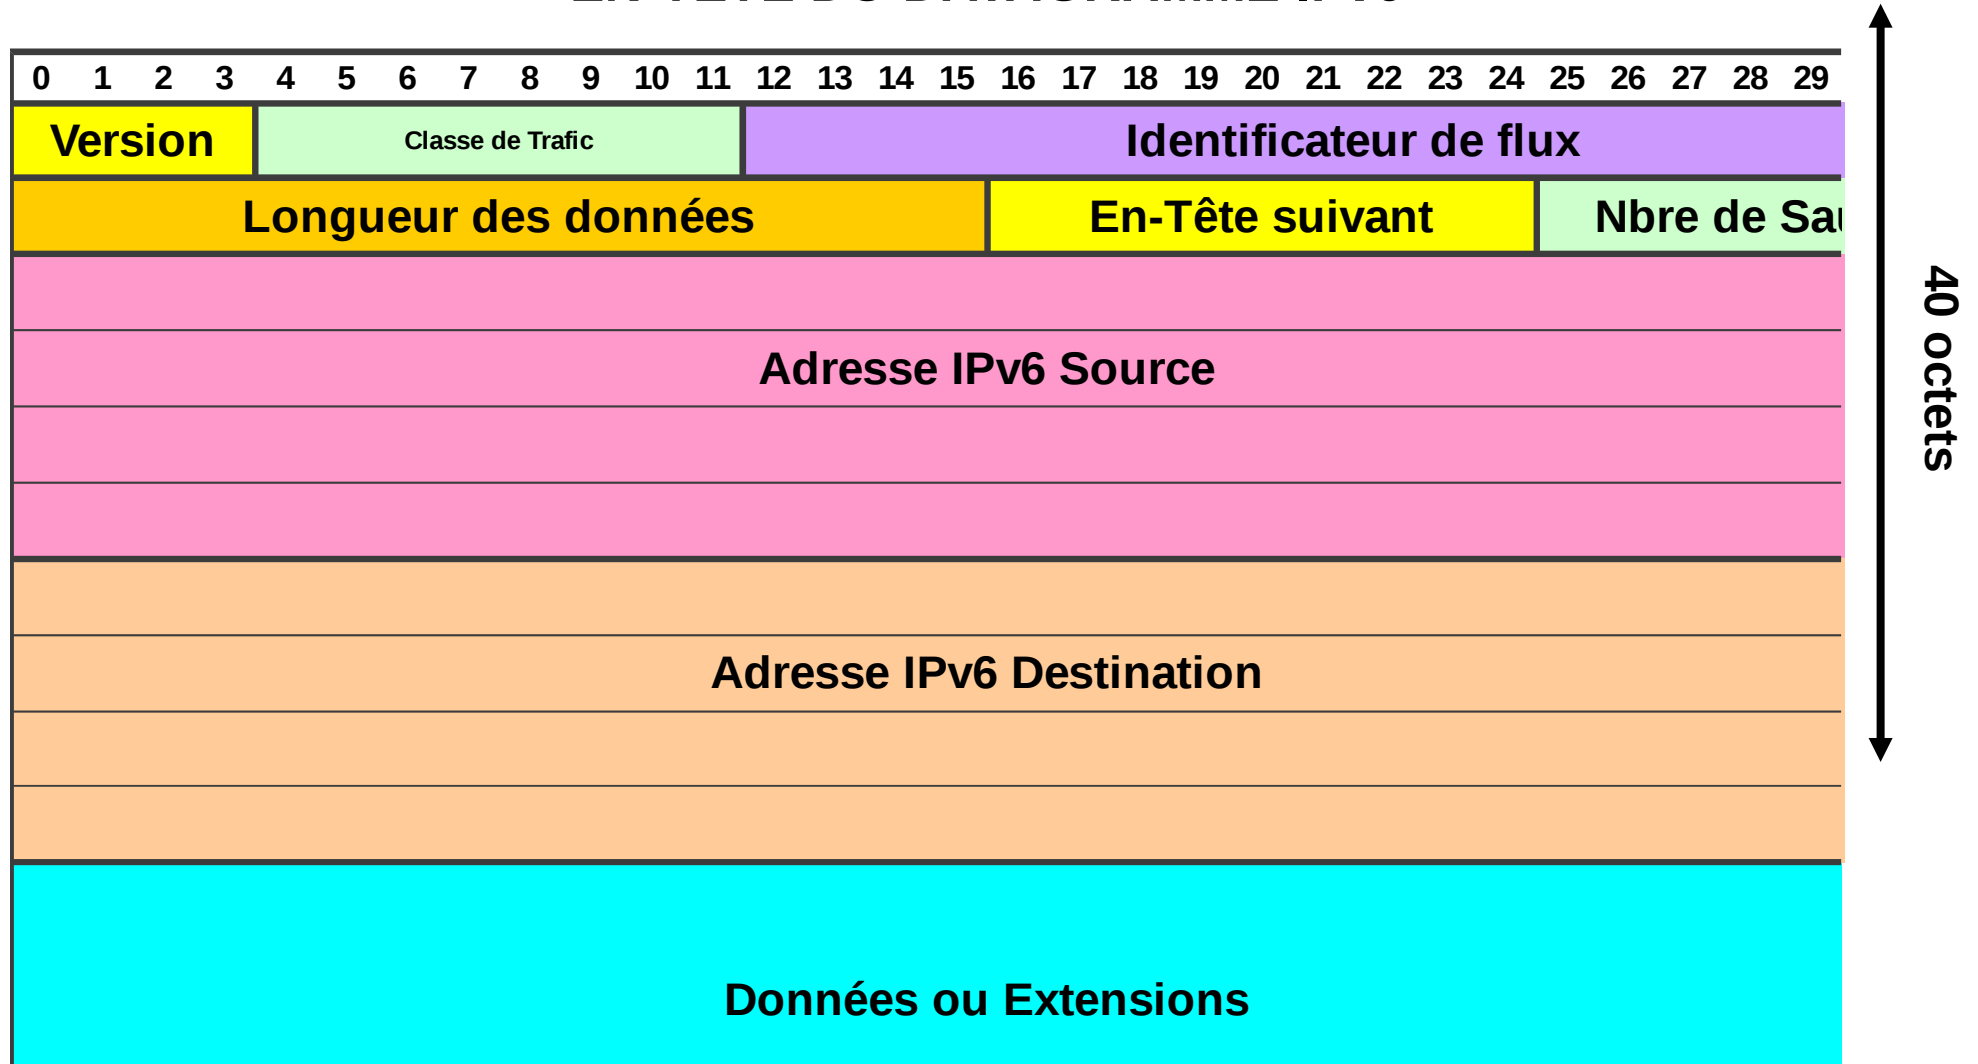 0 1 2 3 4 5 6 7 8 9 10 11 12 13 14 15 16 17 18 19 20 21 22 23 24 25 26 27 28 29
Version Classe de Trafic Identificateur de flux
Longueur des données En-Tête suivant Nbre de
Adresse IPv6 Source
Adresse IPv6 Destination
Données ou Extensions
40 octets